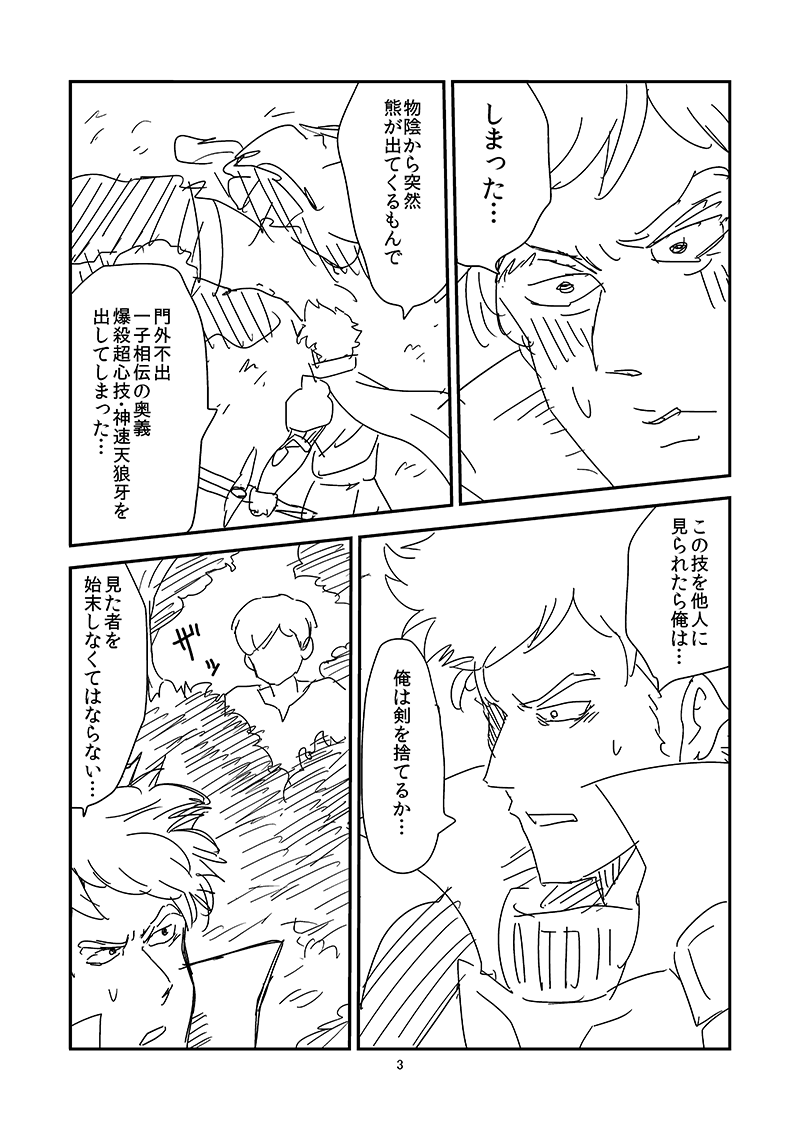 しまった…
物陰から突然
熊が出てくるもんで
門外不出
一子相伝の奥義
爆殺超心技・神速天狼牙を
出してしまった…
この技を他人に
見られたら俺は…
俺は剣を捨てるか…
ザッ
見た者を
始末しなくてはならない…
3